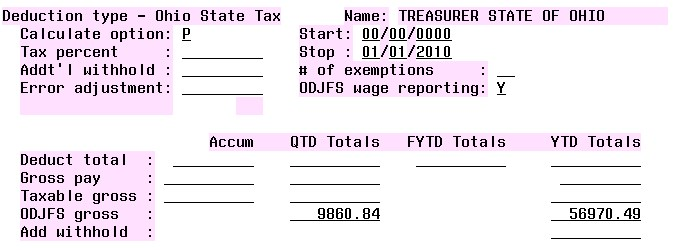 Deduction type - Ohio State Tax Name: TREASURER STATE OF OHIO
Calculate option: P Start: 00/00/0000
Tax percent : Stop : 01/01/2010
Addt'l withhold : # of exemptions :
Error adjustment: ODJFS wage reporting: Y
Accum QTD Totals FYTD Totals YTD Totals
Deduct total :
Gross pay :
Taxable gross :
ODJFS gross : 9860.84 56970.49
Add withhold :